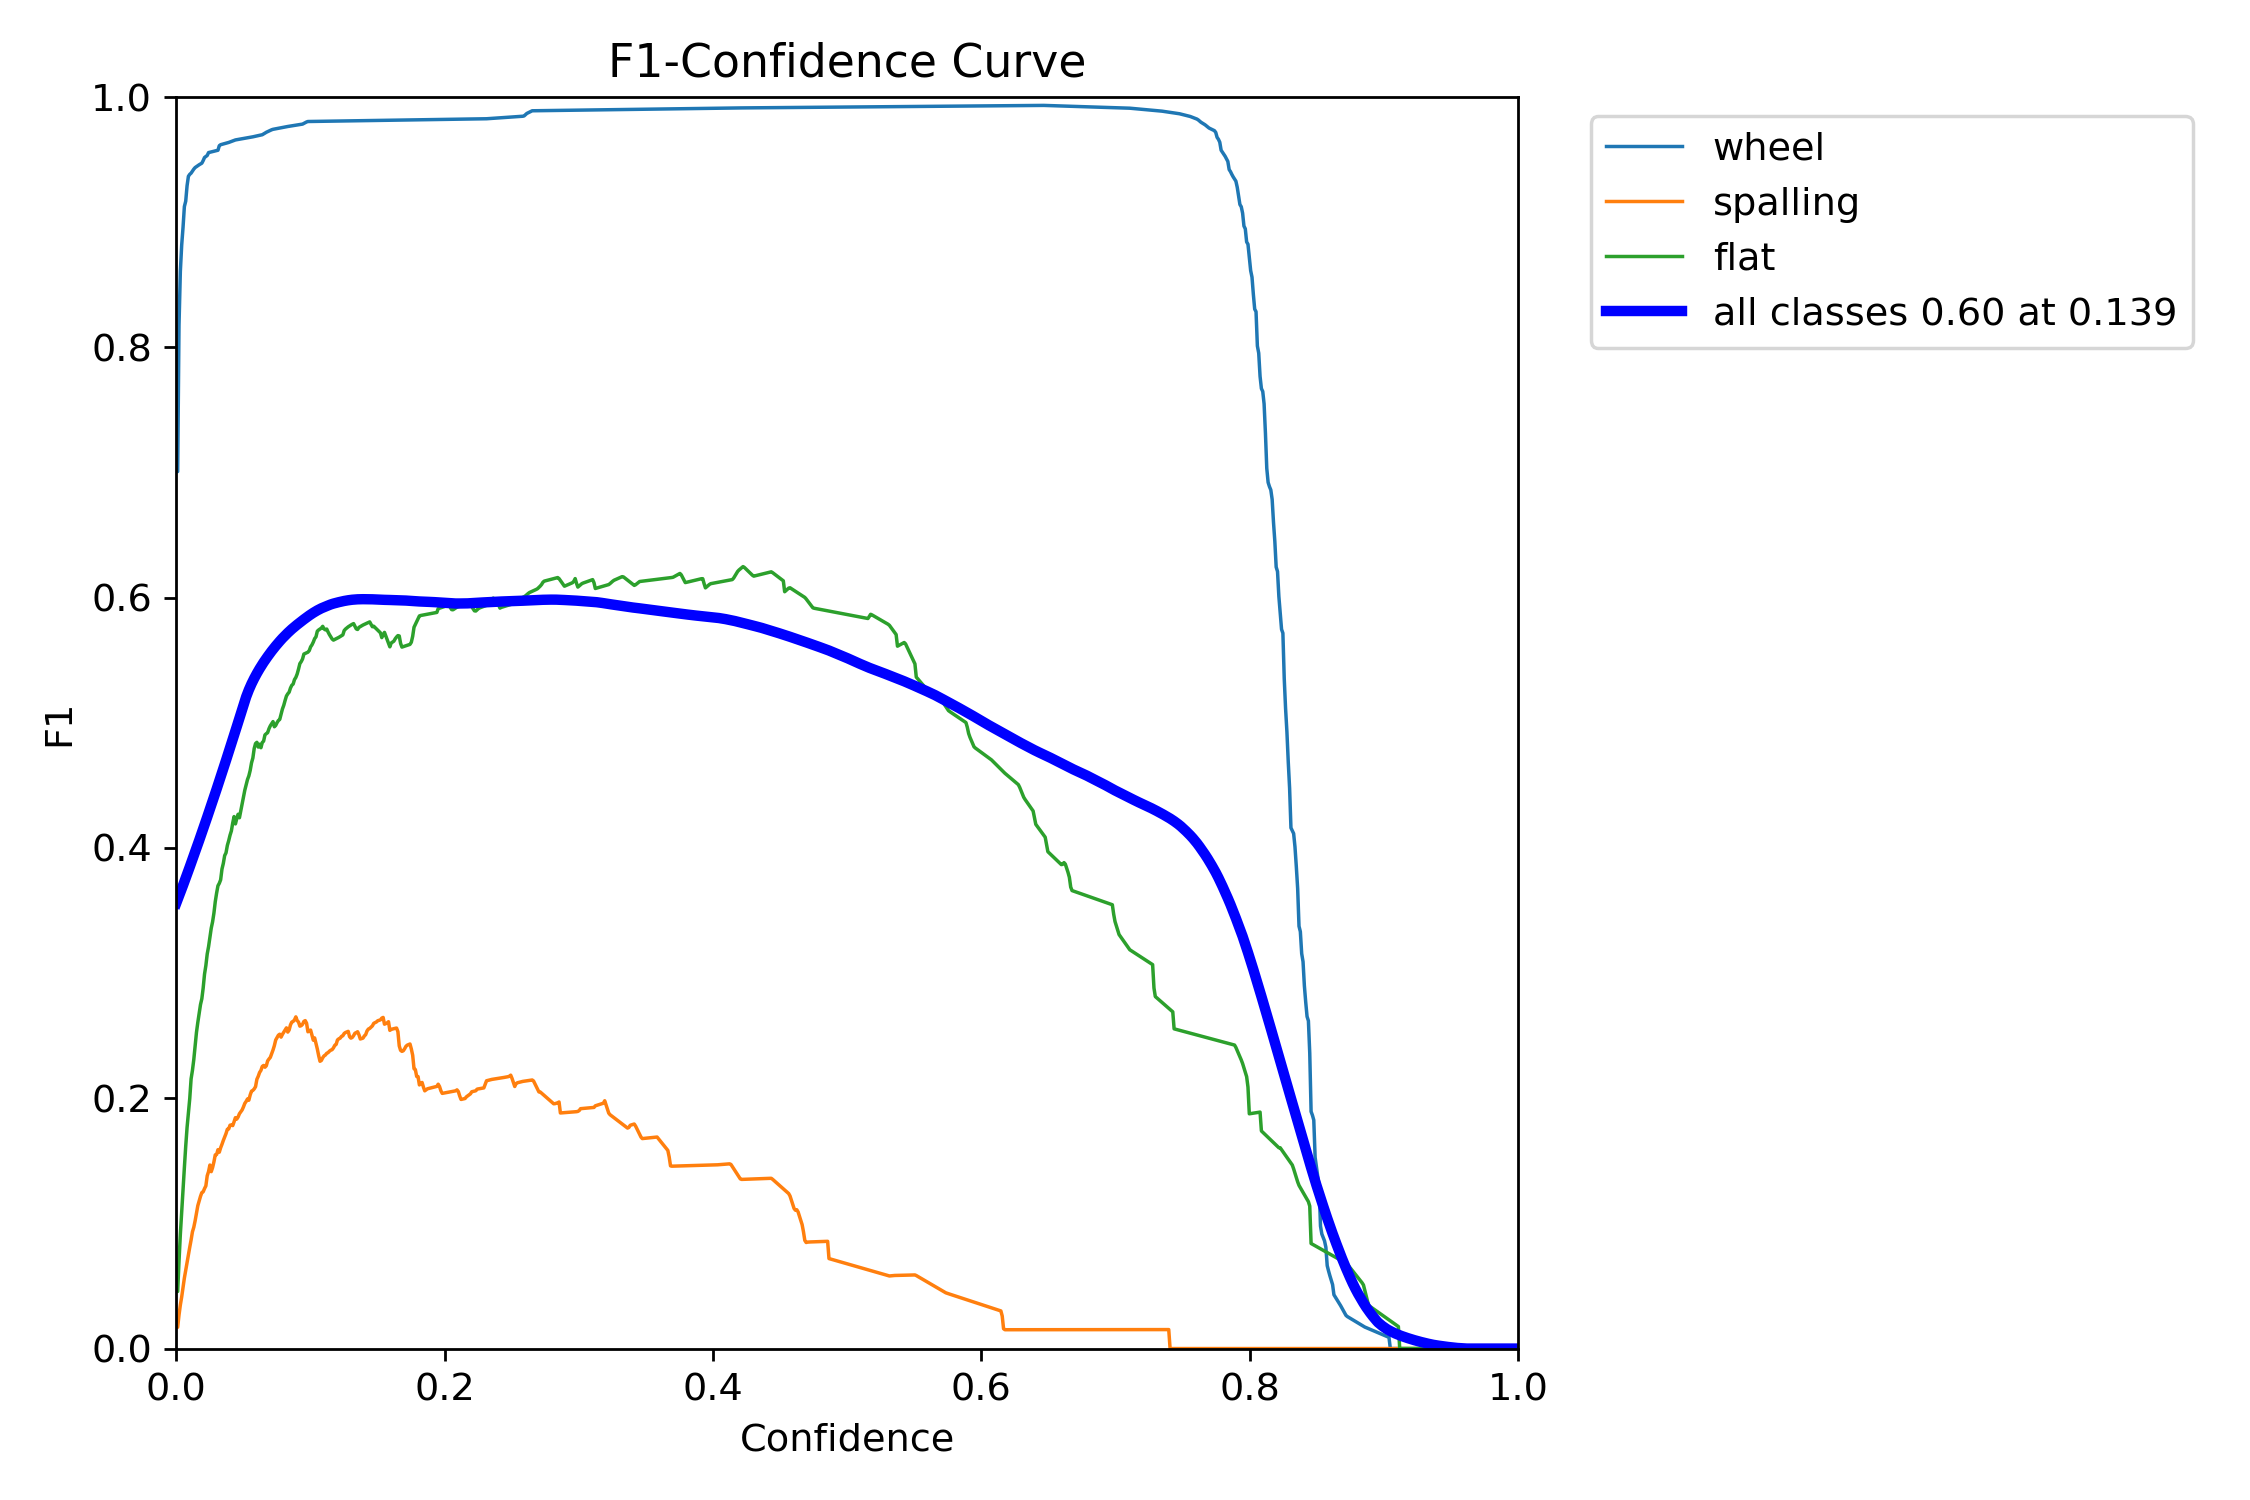 F1-Confidence Curve
1.0
0.8
0.6
0.4
0.2
0.0
F1
0.0 0.2 0.4 0.6 0.8 1.0
Confidence
wheel
spalling
flat
all classes 0.60 at 0.139